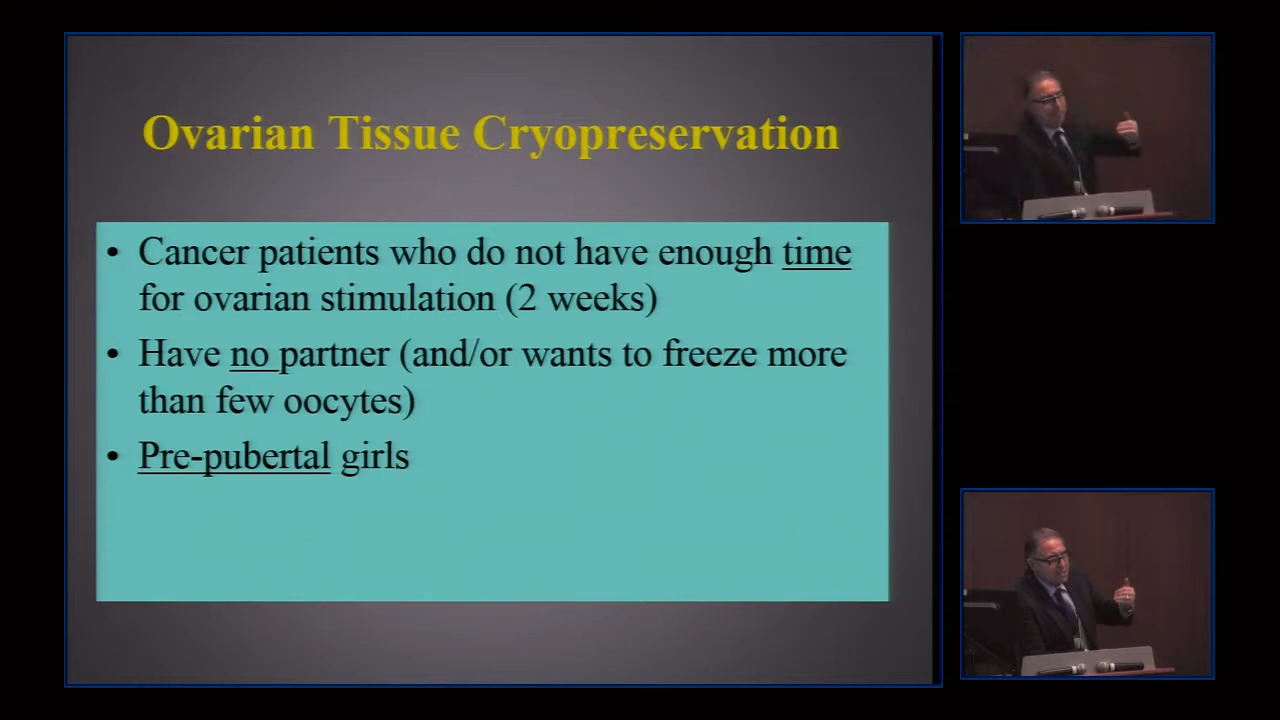 Ovarian Tissue Cryopreservation
• Cancer patients who do not have enough time
for ovarian stimulation (2 weeks)
• Have no partner (and/or wants to freeze more
than few oocytes)
• Pre-pubertal girls